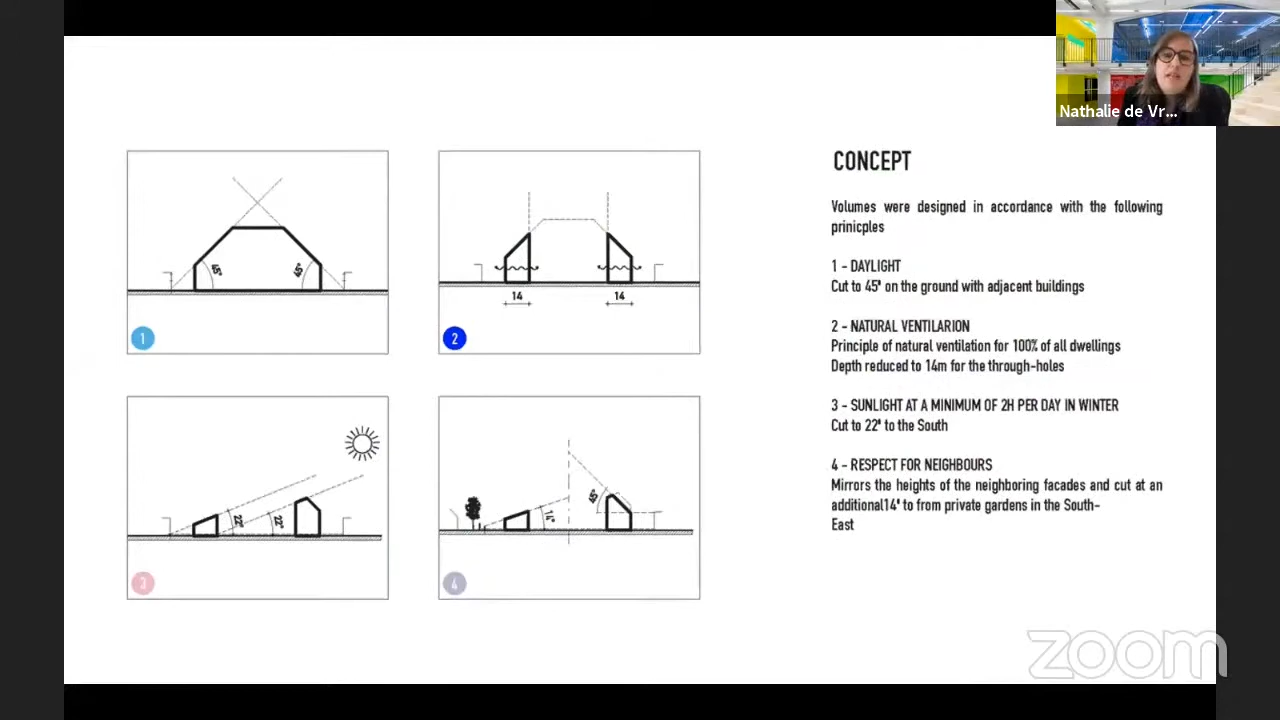 Nathalie de Vr...
CONCEPT
Volumes were designed in accordance with the following
prinicples
1 - DAYLIGHT
Cut to 45° on the ground with adjacent buildings
2 - NATURAL VENTILARION
Principle of natural ventilation for 100% of all dwellings
Depth reduced to 14m for the through-holes
3 - SUNLIGHT AT A MINIMUM OF 2H PER DAY IN WINTER
Cut to 22° to the South
4 - RESPECT FOR NEIGHBOURS
Mirrors the heights of the neighboring facades and cut at an
additional14° to from private gardens in the South-
East
45° 45°
1
14 14
2
22° 22°
3
14° 45°
4
zoom